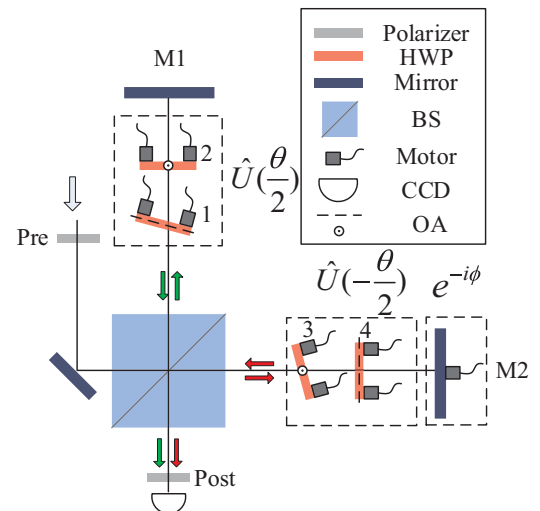 M1
2
1
Û(θ/2)
Pre
Polarizer
HWP
Mirror
BS
Motor
CCD
OA
Û(-θ/2)
e^{-iϕ}
3
4
M2
Post